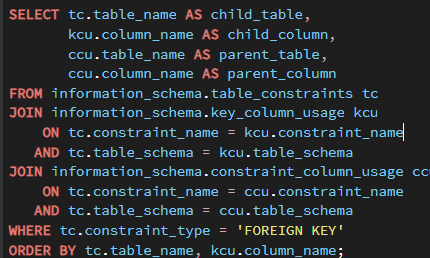 SELECT tc.table_name AS child_table,
kcu.column_name AS child_column,
ccu.table_name AS parent_table,
ccu.column_name AS parent_column
FROM information_schema.table_constraints tc
JOIN information_schema.key_column_usage kcu
ON tc.constraint_name = kcu.constraint_name
AND tc.table_schema = kcu.table_schema
JOIN information_schema.constraint_column_usage
ON tc.constraint_name = ccu.constraint_name
AND tc.table_schema = ccu.table_schema
WHERE tc.constraint_type = 'FOREIGN KEY'
ORDER BY tc.table_name, kcu.column_name;